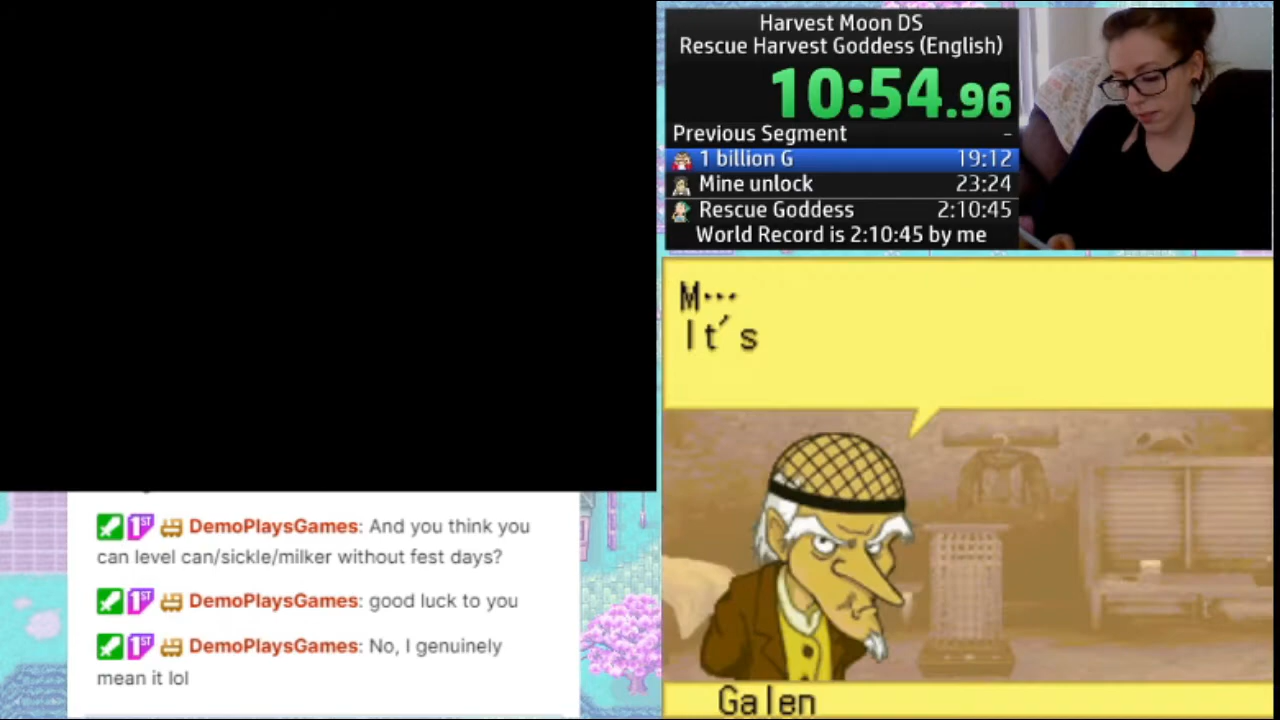 Harvest Moon DS
Rescue Harvest Goddess (English)
10:54.96
Previous Segment -
1 billion G 19:12
Mine unlock 23:24
Rescue Goddess 2:10:45
World Record is 2:10:45 by me
M…
It's
Galen
1ST DemoPlaysGames: And you think you
can level can/sickle/milker without fest days?
1ST DemoPlaysGames: good luck to you
1ST DemoPlaysGames: No, I genuinely
mean it lol